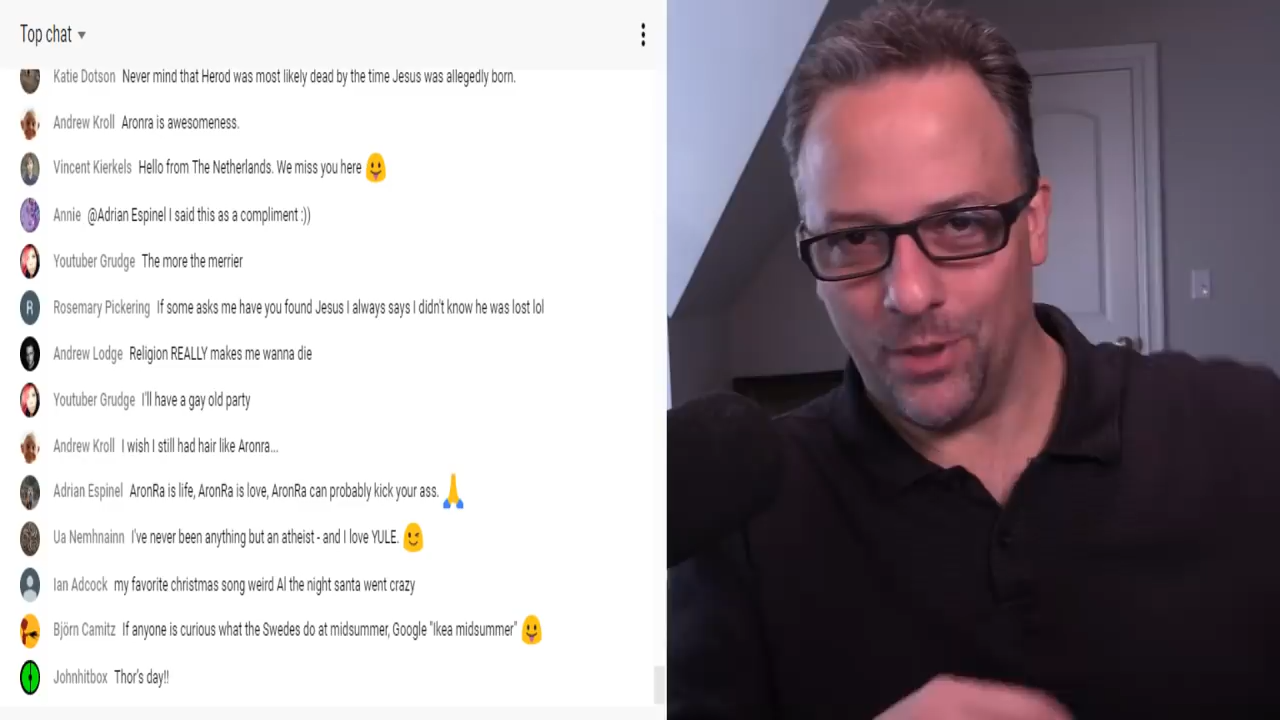 Top chat
Katie Dotson Never mind that Herod was most likely dead by the time Jesus was allegedly born.
Andrew Kroll Aronra is awesomeness.
Vincent Kierkels Hello from The Netherlands. We miss you here 😛
Annie @Adrian Espinel I said this as a compliment :))
Youtuber Grudge The more the merrier
R Rosemary Pickering If some asks me have you found Jesus I always says I didn't know he was lost lol
Andrew Lodge Religion REALLY makes me wanna die
Youtuber Grudge I'll have a gay old party
Andrew Kroll I wish I still had hair like Aronra...
Adrian Espinel AronRa is life, AronRa is love, AronRa can probably kick your ass. 🙏
Ua Nemhnainn I've never been anything but an atheist - and I love YULE. 😉
Ian Adcock my favorite christmas song weird Al the night santa went crazy
Björn Camitz If anyone is curious what the Swedes do at midsummer, Google "Ikea midsummer" 😛
Johnhitbox Thor's day!!